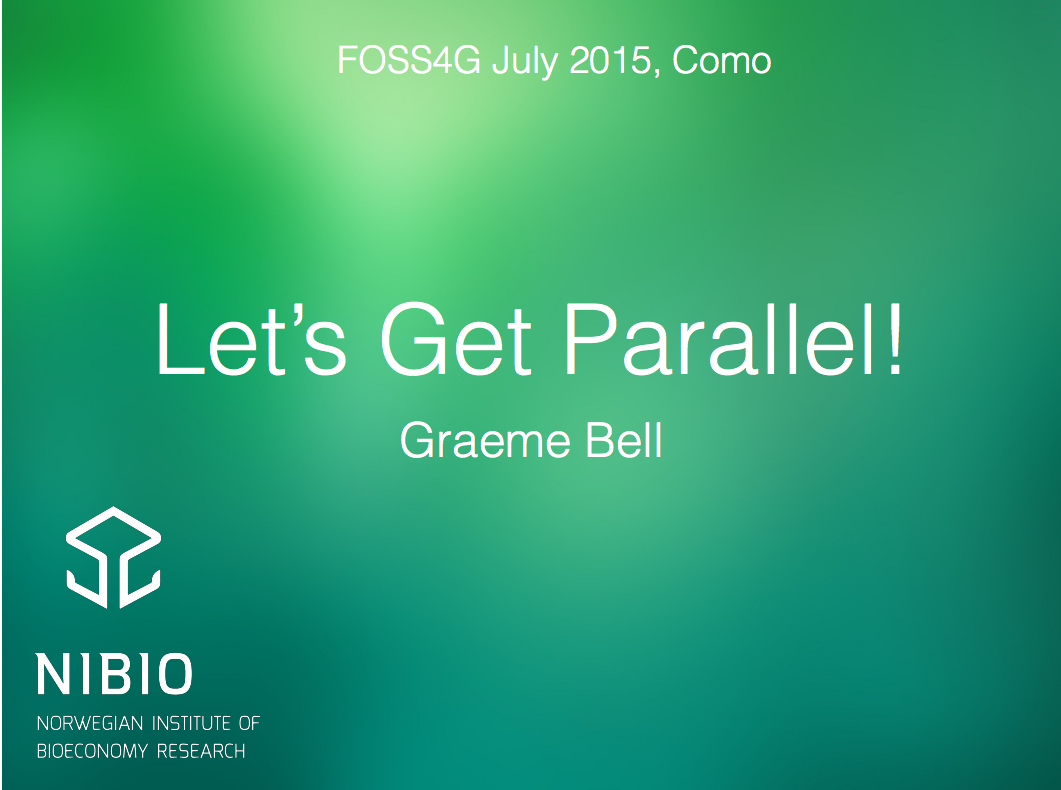 FOSS4G July 2015, Como
Let’s Get Parallel!
Graeme Bell
NIBIO
NORWEGIAN INSTITUTE OF
BIOECONOMY RESEARCH